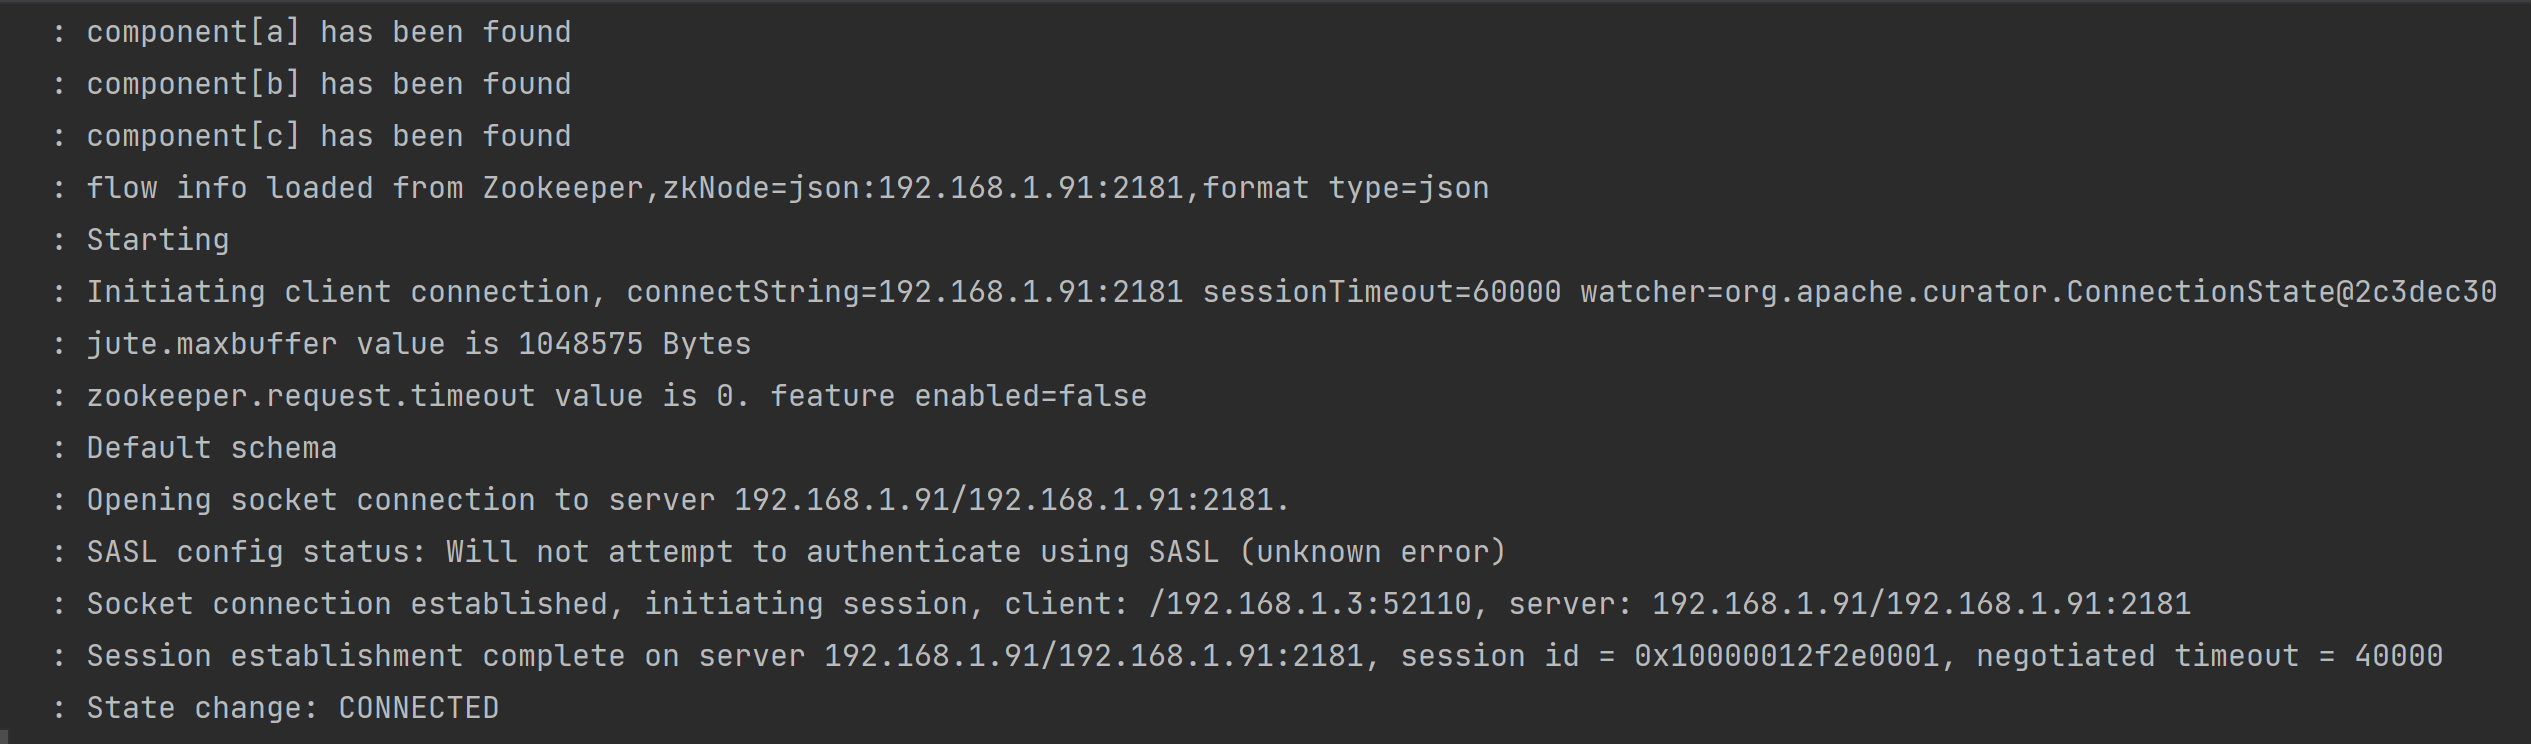 : component[a] has been found
: component[b] has been found
: component[c] has been found
: flow info loaded from Zookeeper,zkNode=json:192.168.1.91:2181,format type=json
: Starting
: Initiating client connection, connectString=192.168.1.91:2181 sessionTimeout=60000 watcher=org.apache.curator.ConnectionState@2c3dec30
: jute.maxbuffer value is 1048575 Bytes
: zookeeper.request.timeout value is 0. feature enabled=false
: Default schema
: Opening socket connection to server 192.168.1.91/192.168.1.91:2181.
: SASL config status: Will not attempt to authenticate using SASL (unknown error)
: Socket connection established, initiating session, client: /192.168.1.3:52110, server: 192.168.1.91/192.168.1.91:2181
: Session establishment complete on server 192.168.1.91/192.168.1.91:2181, session id = 0x10000012f2e0001, negotiated timeout = 40000
: State change: CONNECTED